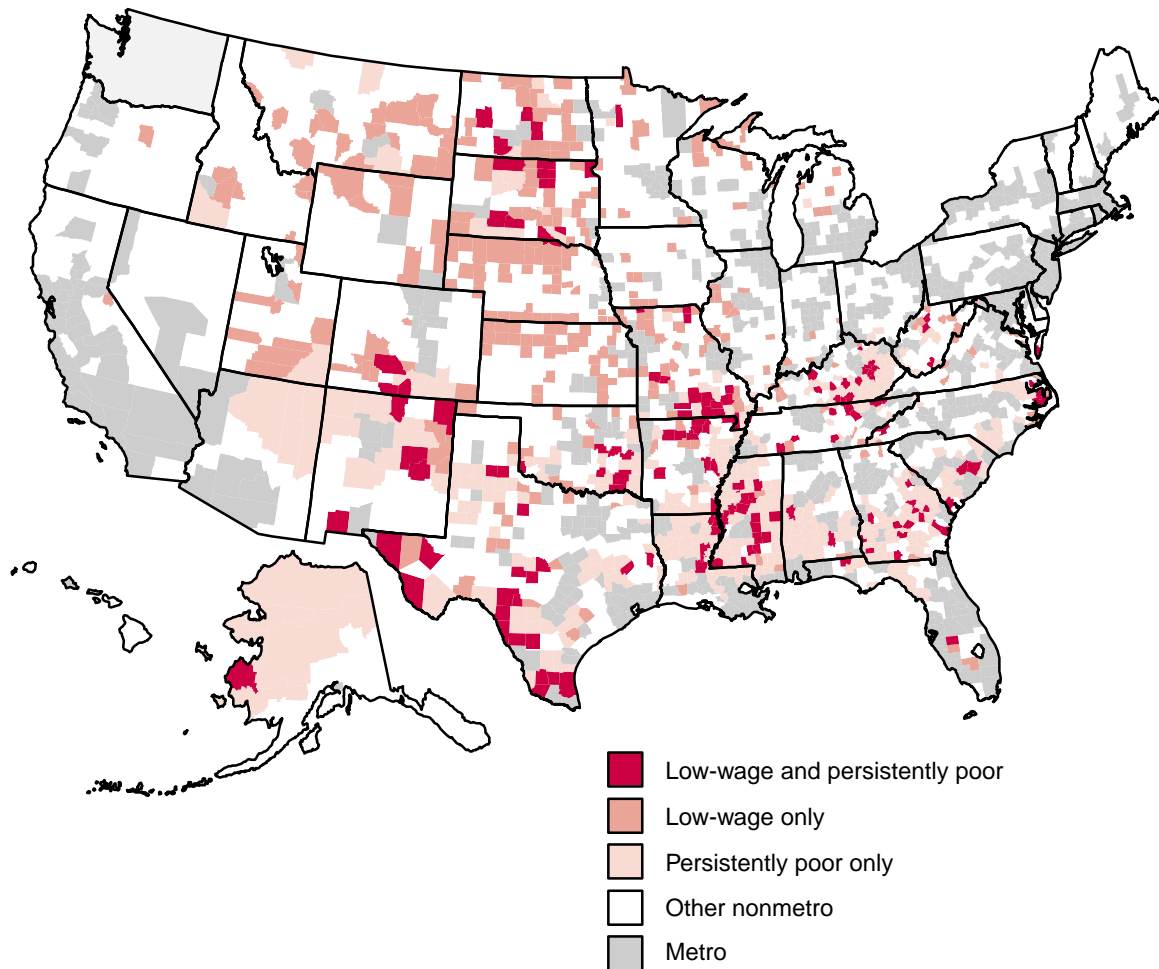 Low-wage and persistently poor
Low-wage only
Persistently poor only
Other nonmetro
Metro